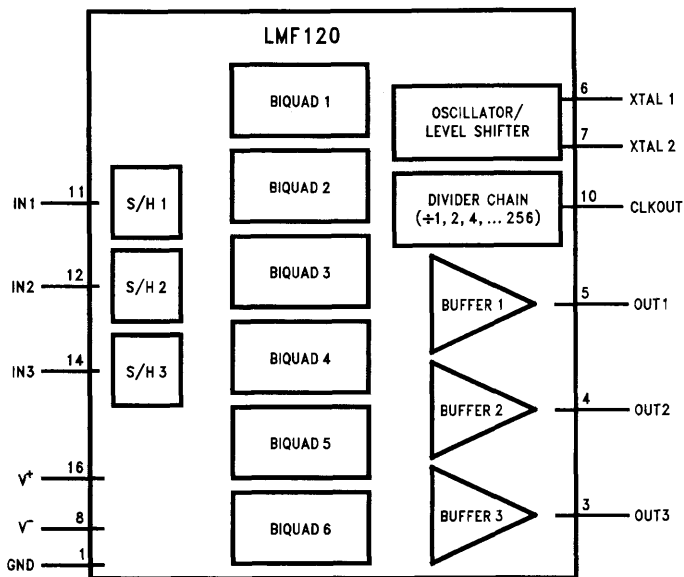 LMF120
BIQUAD 1
BIQUAD 2
BIQUAD 3
BIQUAD 4
BIQUAD 5
BIQUAD 6
OSCILLATOR/
LEVEL SHIFTER
DIVIDER CHAIN
(÷1, 2, 4, ... 256)
6 XTAL 1
7 XTAL 2
10 CLKOUT
IN1 11
S/H 1
IN2 12
S/H 2
IN3 14
S/H 3
V+ 16
V- 8
GND 1
BUFFER 1
5 OUT1
BUFFER 2
4 OUT2
BUFFER 3
3 OUT3